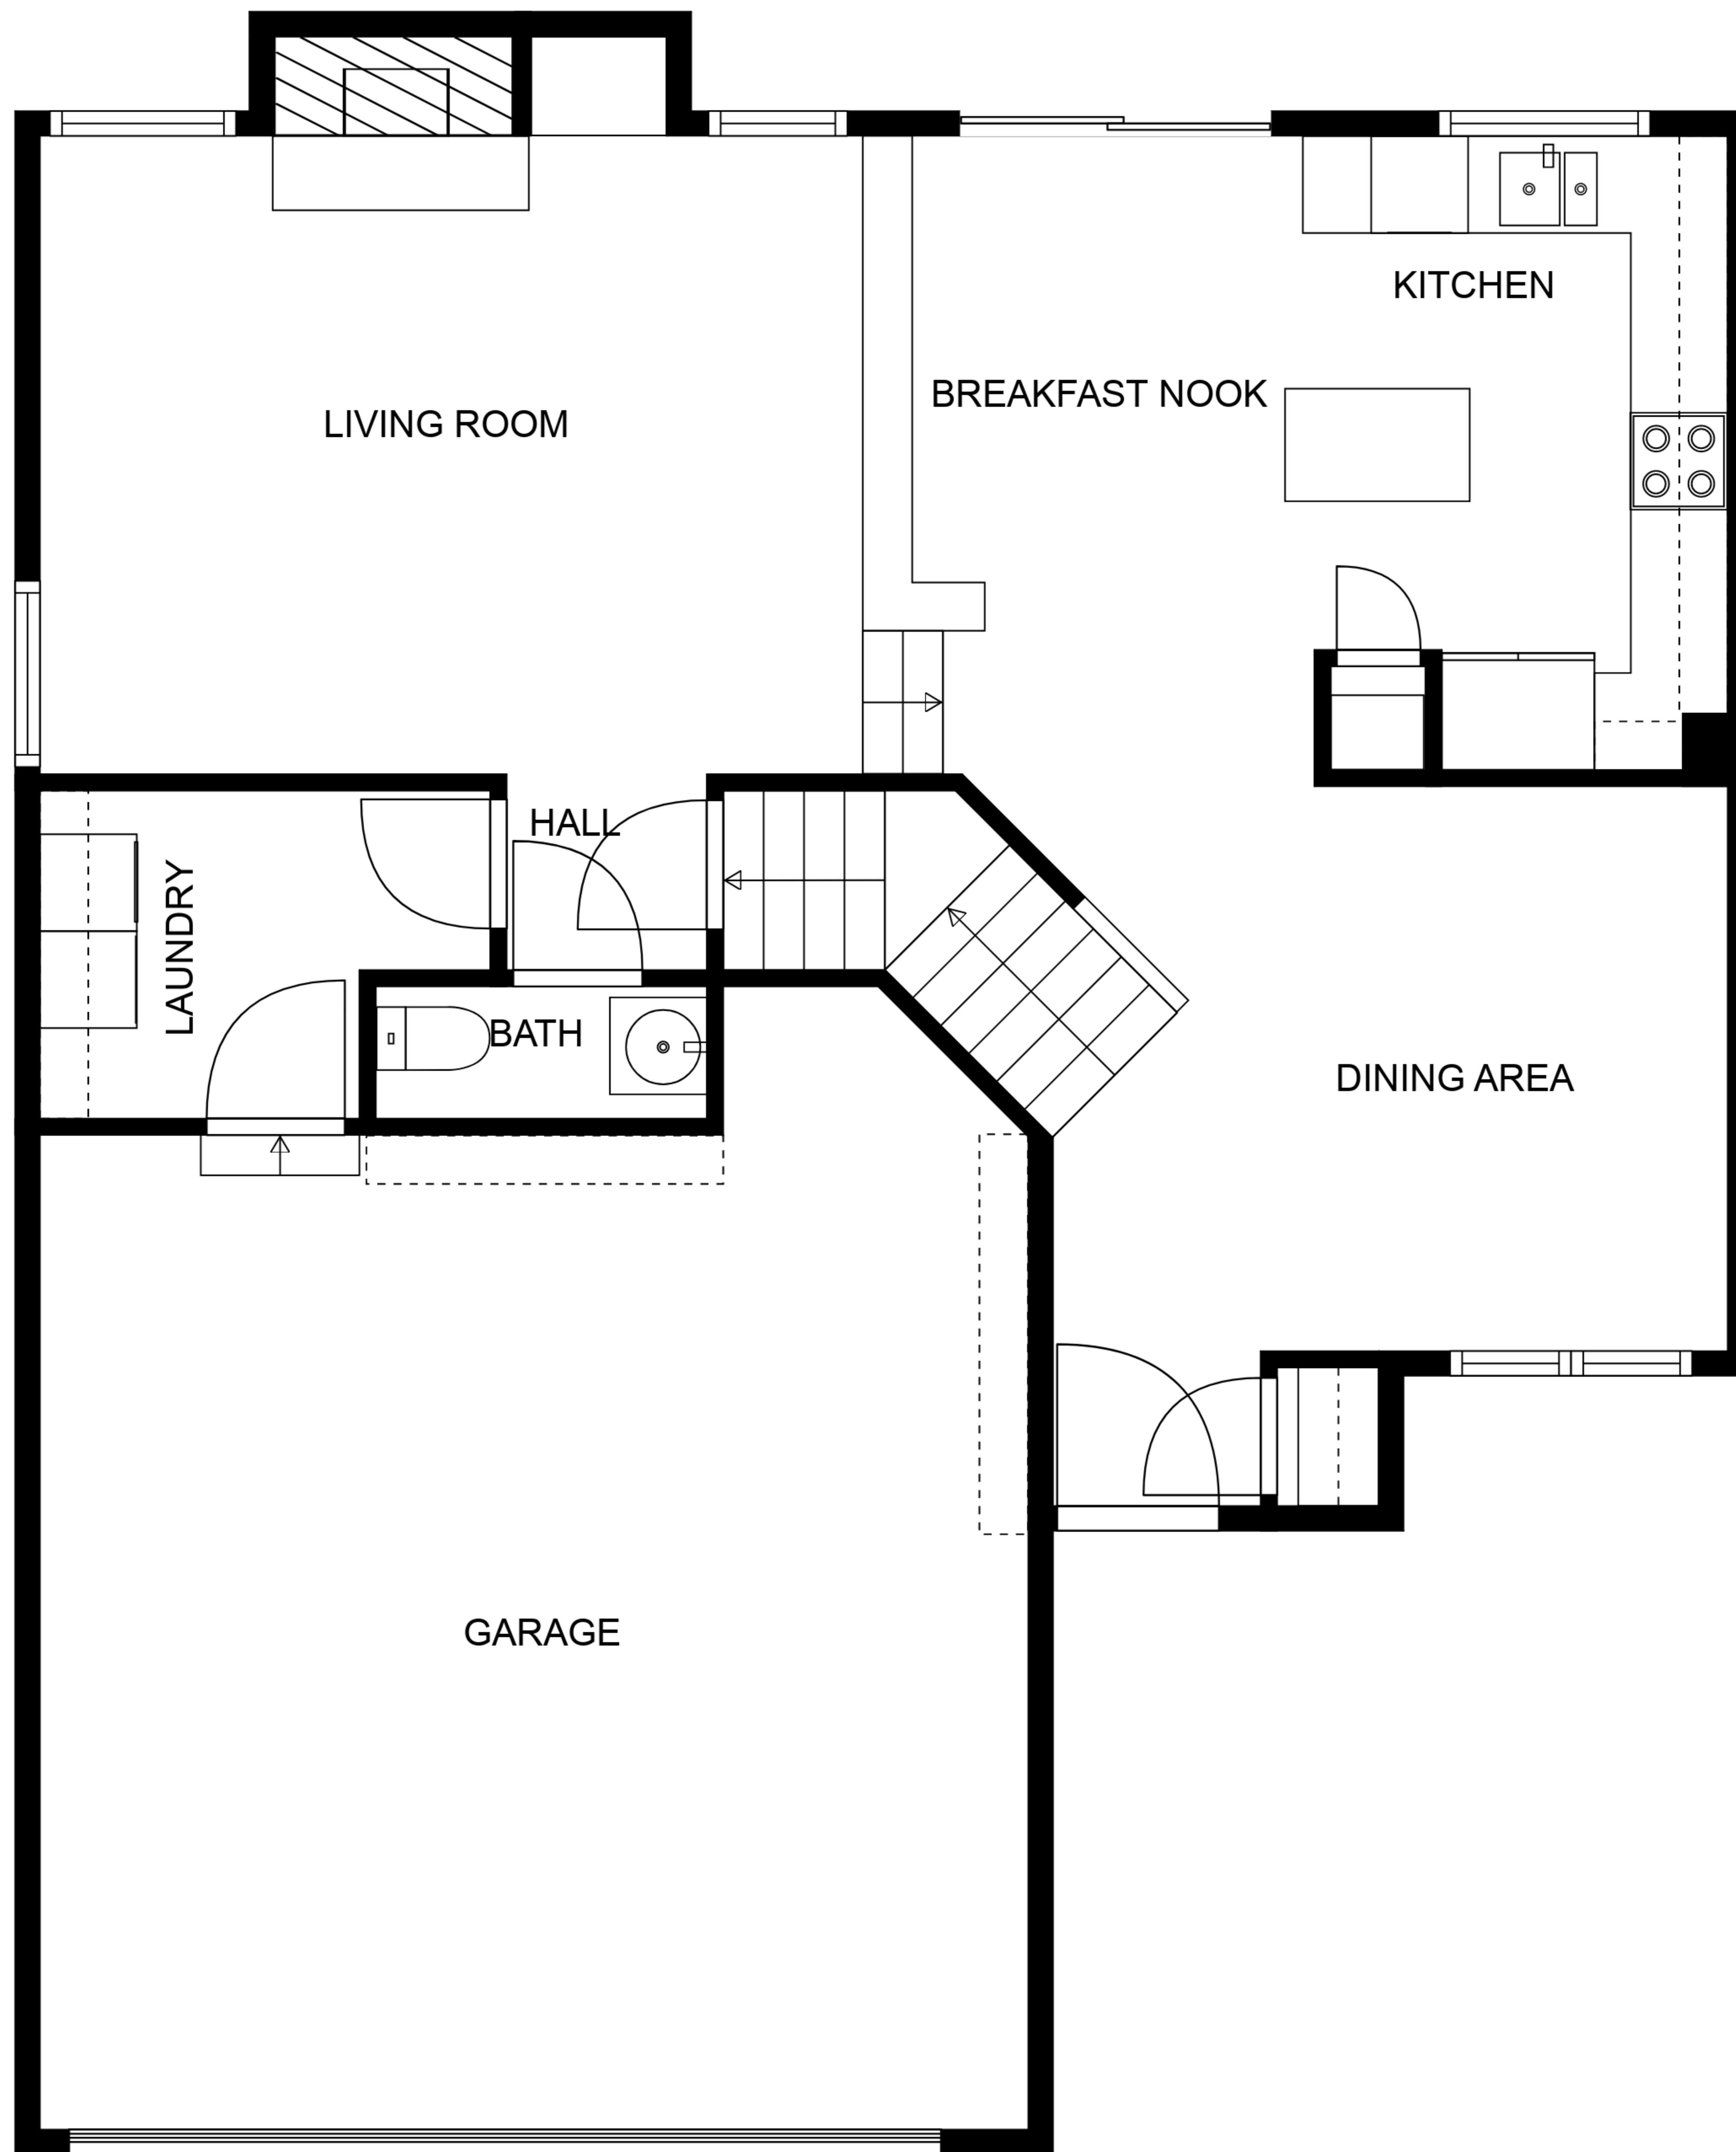 KITCHEN
BREAKFAST NOOK
LIVING ROOM
HALL
LAUNDRY
BATH
DINING AREA
GARAGE